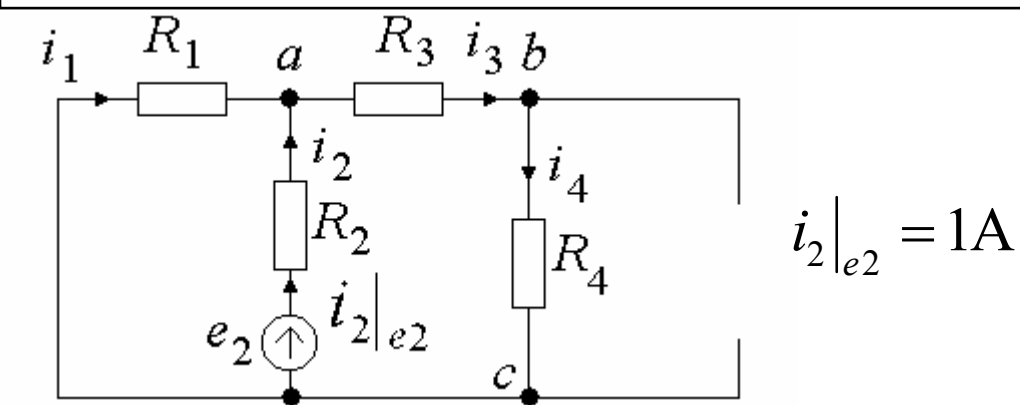 i₁ R₁ a R₃ i₃ b
i₂ i₄
R₂ R₄ i₂|ₑ₂ = 1A
e₂ i₂|ₑ₂
c